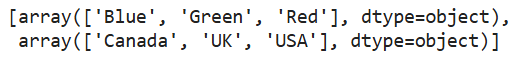 [array(['Blue', 'Green', 'Red'], dtype=object),
 array(['Canada', 'UK', 'USA'], dtype=object)]